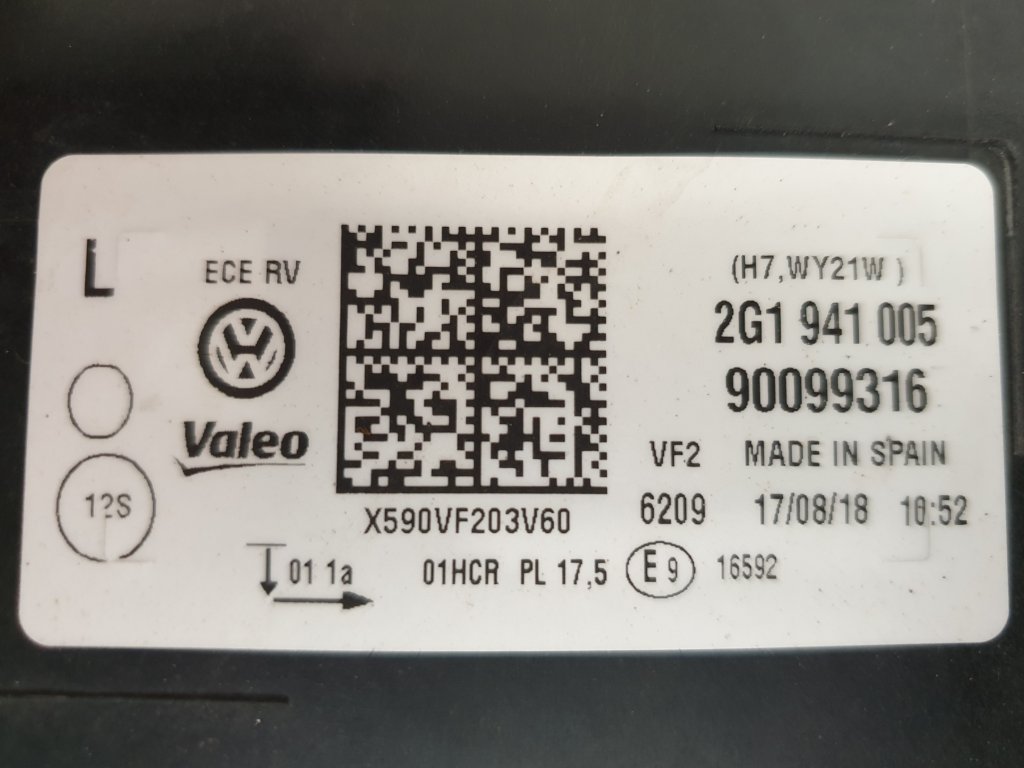 L
ECE RV
(H7,WY21W )
2G1 941 005
90099316
Valeo
VF2 MADE IN SPAIN
12S
X590VF203V60
6209 17/08/18 10:52
01 1a 01HCR PL 17,5 E 9 16592